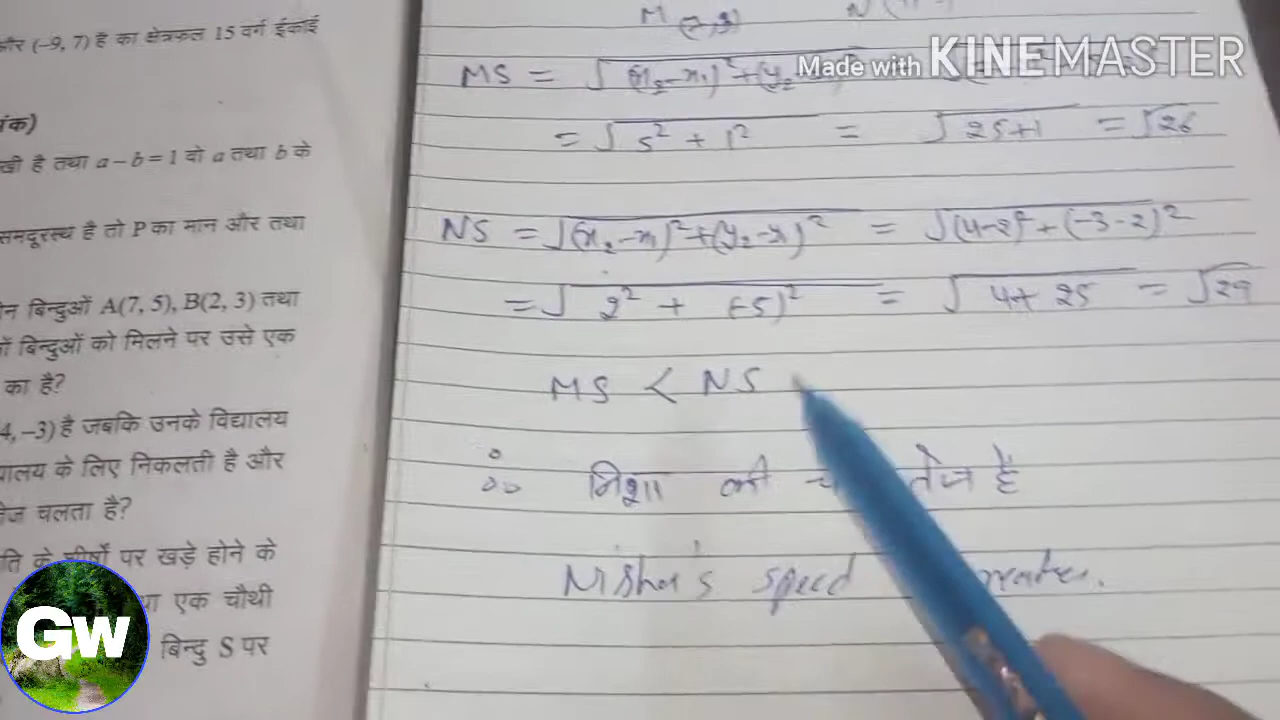 और (–9, 7) है का क्षेत्रफल 15 वर्ग ईकाई
अंक)
खी है तथा a – b = 1 वो a तथा b के
समदूरस्थ है तो P का मान और तथा
न बिन्दुओं A(7, 5), B(2, 3) तथा
बिन्दुओं को मिलने पर उसे एक
का है?
4, –3) है जबकि उनके विद्यालय
यालय के लिए निकलती है और
चलता है?
के शीर्षों पर खड़े होने के
एक चौथी
बिन्दु S पर
GW
Made with KINEMASTER
M
N
MS = √(x₂-x₁)²+(y₂
= √5² + 1² = √25+1 = √26
NS = √(x₂-x₁)²+(y₂-y₁)² = √(4-2)²+(-3-2)²
= √2² + (-5)² = √4+25 = √29
MS < NS
∴ निशा की तेज है
Nisha's speed